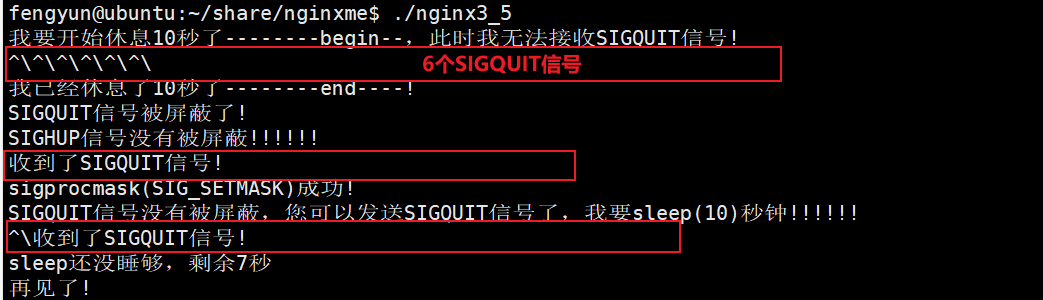 fengyun@ubuntu:~/share/nginxme$ ./nginx3_5
我要开始休息10秒了--------begin--，此时我无法接收SIGQUIT信号!
^\^\^\^\^\^\ 6个SIGQUIT信号
我已经休息了10秒了--------end----!
SIGQUIT信号被屏蔽了!
SIGHUP信号没有被屏蔽!!!!!!
收到了SIGQUIT信号!
sigprocmask(SIG_SETMASK)成功!
SIGQUIT信号没有被屏蔽，您可以发送SIGQUIT信号了，我要sleep(10)秒钟!!!!!!
^\收到了SIGQUIT信号!
sleep还没睡够，剩余7秒
再见了!